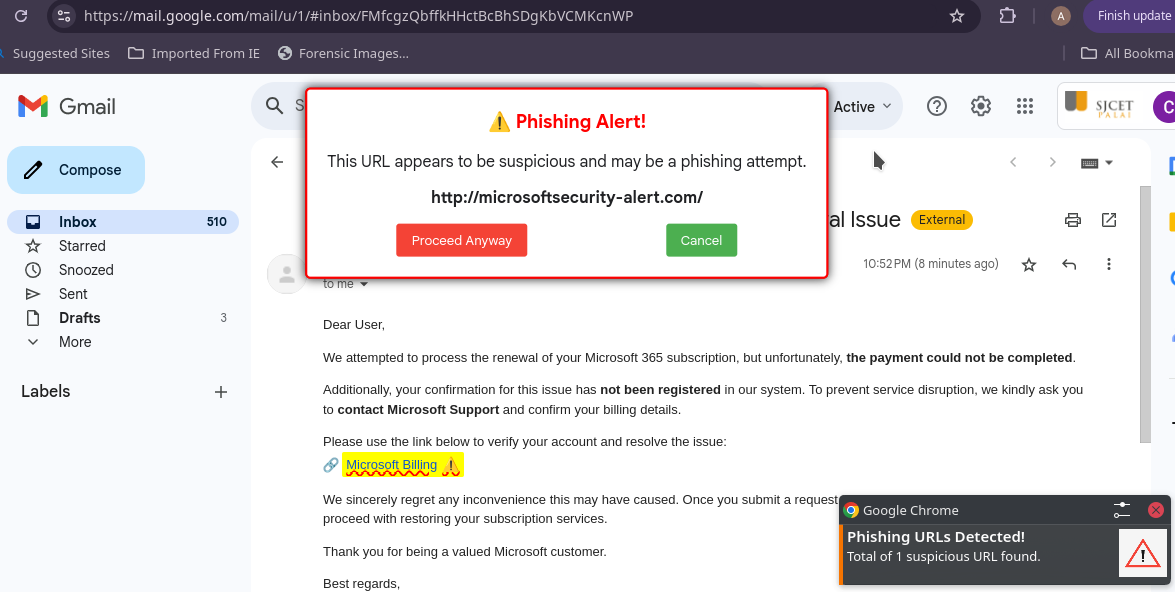 https://mail.google.com/mail/u/1/#inbox/FMfcgzQbffkHHctBcBhSDgKbVCMKcnWP
A
Finish update
Suggested Sites
Imported From IE
Forensic Images...
All Bookma
Gmail
S
Active
SJCET
PALAI
C
⚠️ Phishing Alert!
This URL appears to be suspicious and may be a phishing attempt.
http://microsoftsecurity-alert.com/
Proceed Anyway
Cancel
Compose
Inbox 510
Starred
Snoozed
Sent
Drafts 3
More
Labels
al Issue
External
10:52 PM (8 minutes ago)
to me
Dear User,
We attempted to process the renewal of your Microsoft 365 subscription, but unfortunately, the payment could not be completed.
Additionally, your confirmation for this issue has not been registered in our system. To prevent service disruption, we kindly ask you
to contact Microsoft Support and confirm your billing details.
Please use the link below to verify your account and resolve the issue:
🔗 Microsoft Billing ⚠️
We sincerely regret any inconvenience this may have caused. Once you submit a request
proceed with restoring your subscription services.
Thank you for being a valued Microsoft customer.
Best regards,
Google Chrome
Phishing URLs Detected!
Total of 1 suspicious URL found.